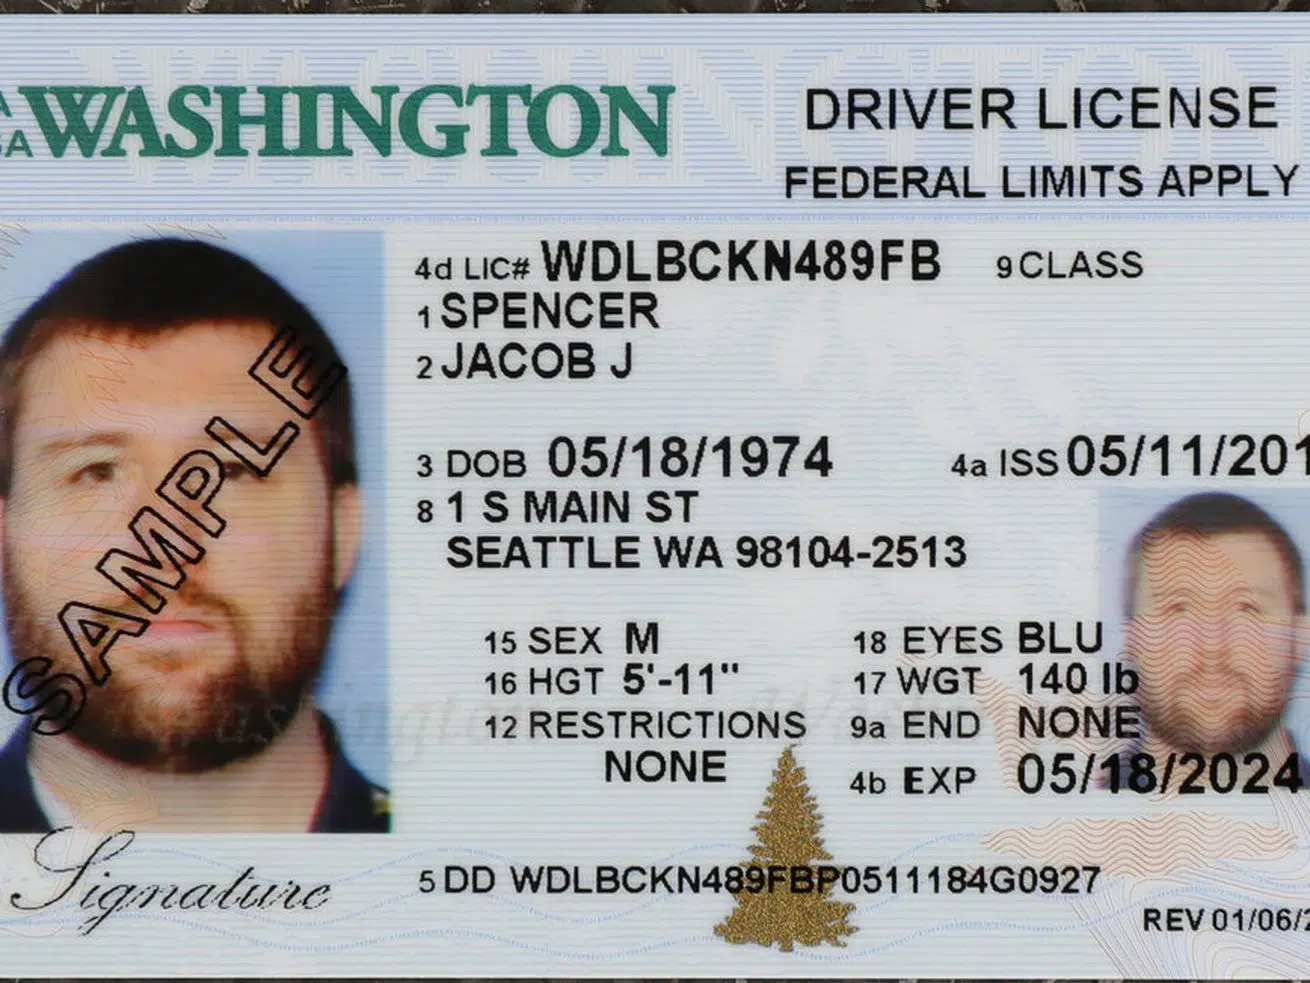 WASHINGTON
DRIVER LICENSE
FEDERAL LIMITS APPLY
4d LIC# WDLBCKN489FB 9 CLASS
1 SPENCER
2 JACOB J
3 DOB 05/18/1974 4a ISS 05/11/201
8 1 S MAIN ST
SEATTLE WA 98104-2513
15 SEX M 18 EYES BLU
16 HGT 5'-11" 17 WGT 140 lb
12 RESTRICTIONS 9a END NONE
NONE
4b EXP 05/18/2024
SAMPLE
Signature
5 DD WDLBCKN489FBP0511184G0927
REV 01/06/2